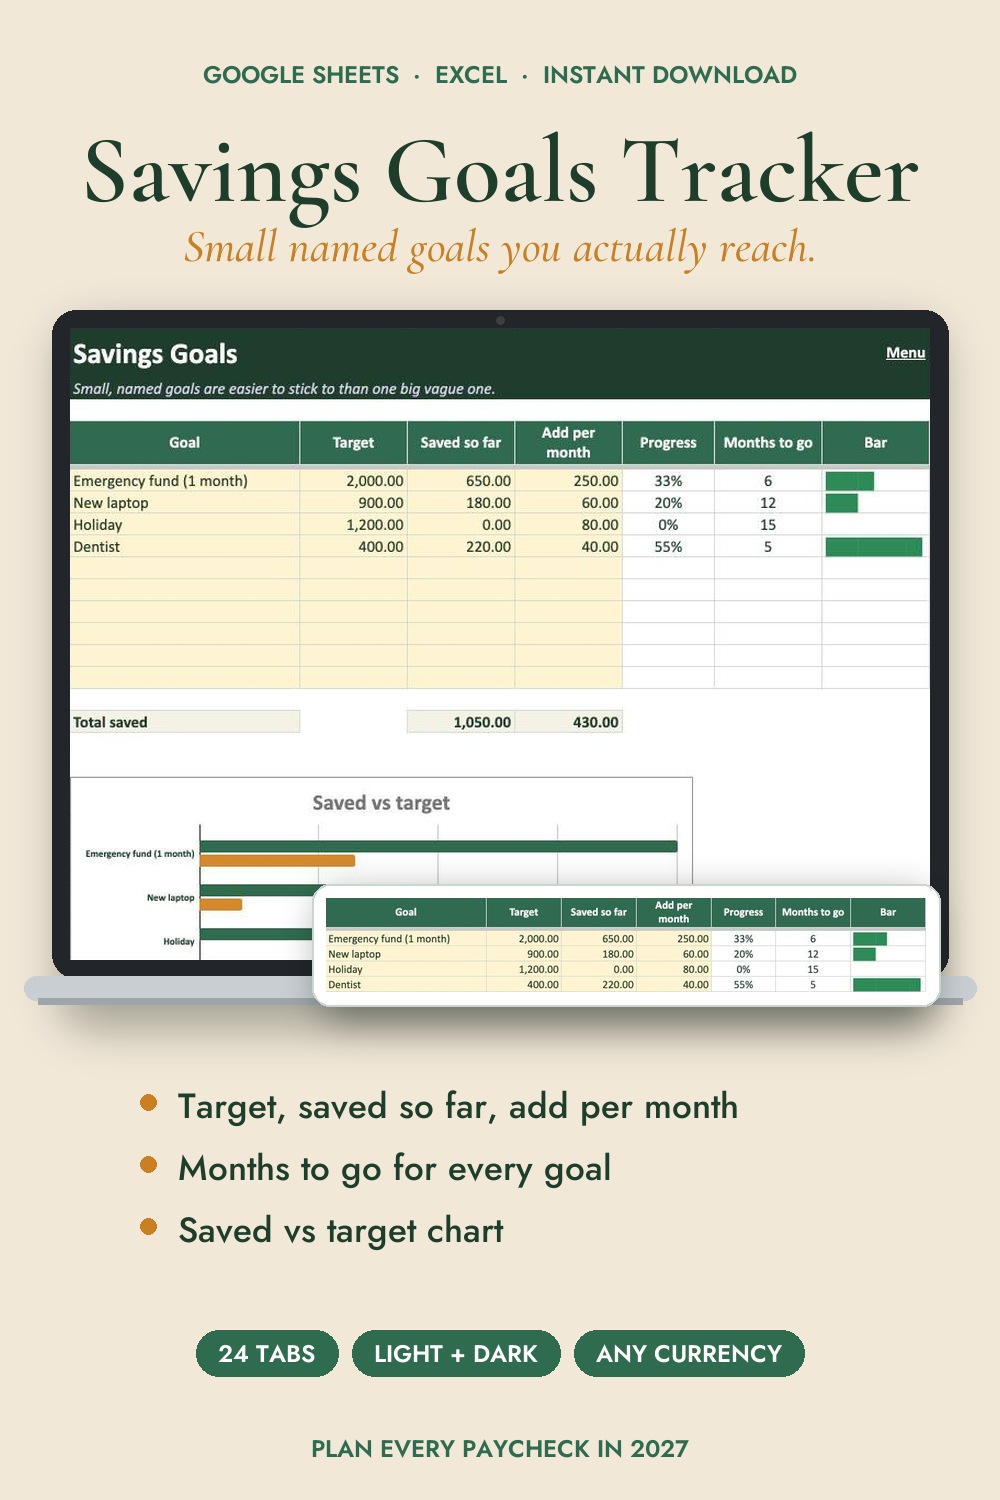 GOOGLE SHEETS · EXCEL · INSTANT DOWNLOAD
Savings Goals Tracker
Small named goals you actually reach.
Savings Goals Menu
Small, named goals are easier to stick to than one big vague one.
Goal Target Saved so far Add per month Progress Months to go Bar
Emergency fund (1 month) 2,000.00 650.00 250.00 33% 6
New laptop 900.00 180.00 60.00 20% 12
Holiday 1,200.00 0.00 80.00 0% 15
Dentist 400.00 220.00 40.00 55% 5
Total saved 1,050.00 430.00
Saved vs target
Emergency fund (1 month)
New laptop
Holiday
Goal Target Saved so far Add per month Progress Months to go Bar
Emergency fund (1 month) 2,000.00 650.00 250.00 33% 6
New laptop 900.00 180.00 60.00 20% 12
Holiday 1,200.00 0.00 80.00 0% 15
Dentist 400.00 220.00 40.00 55% 5
Target, saved so far, add per month
Months to go for every goal
Saved vs target chart
24 TABS LIGHT + DARK ANY CURRENCY
PLAN EVERY PAYCHECK IN 2027